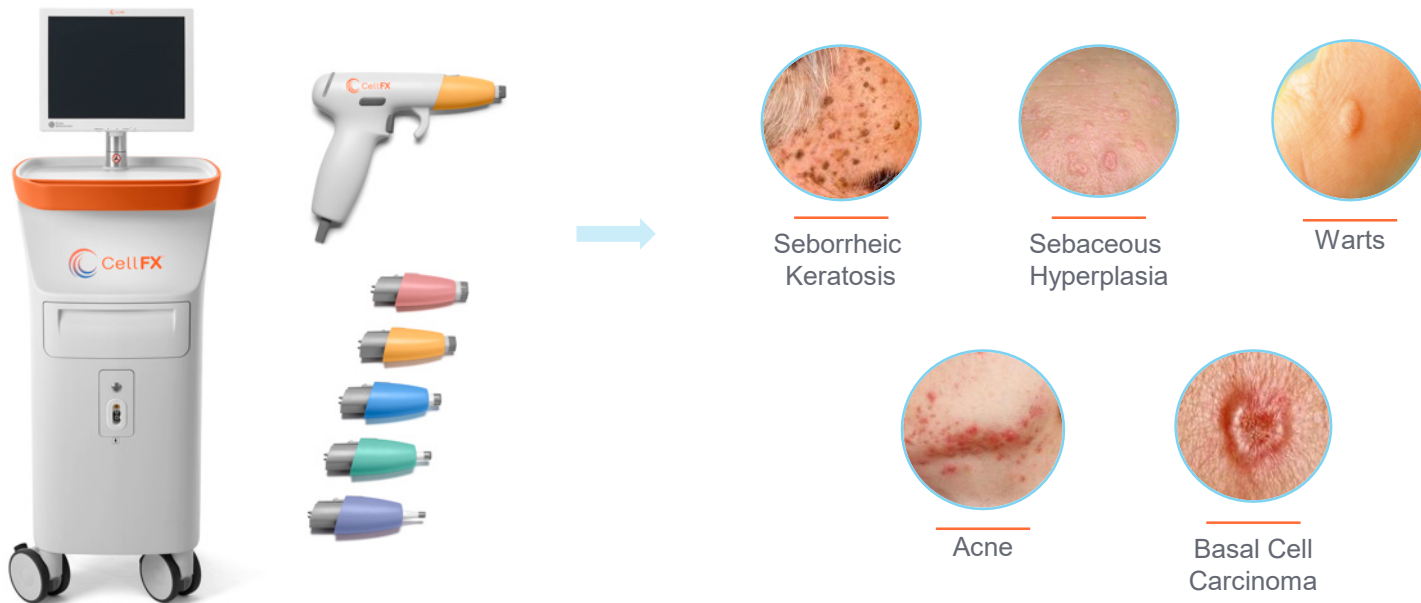 CellFX
CellFX
Seborrheic
Keratosis
Sebaceous
Hyperplasia
Warts
Acne
Basal Cell
Carcinoma